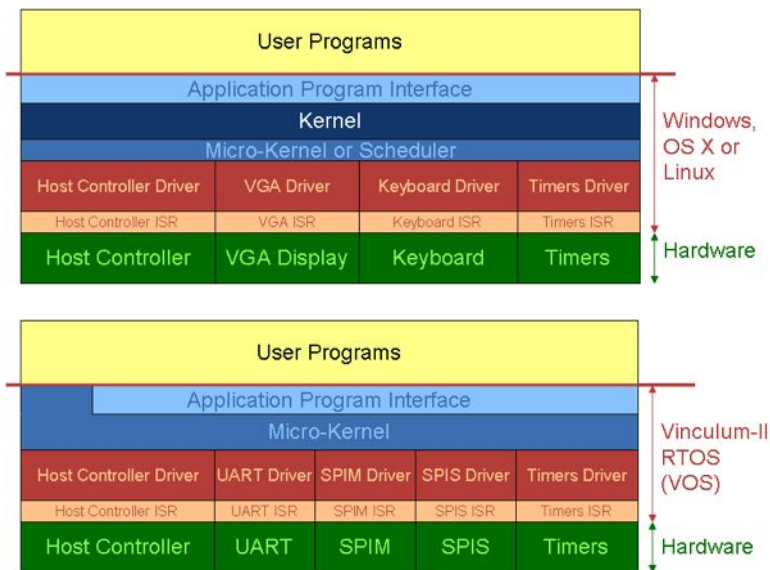 User Programs
Application Program Interface
Kernel
Micro-Kernel or Scheduler
Host Controller Driver VGA Driver Keyboard Driver Timers Driver
Host Controller ISR VGA ISR Keyboard ISR Timers ISR
Host Controller VGA Display Keyboard Timers
Windows,
OS X or
Linux
Hardware
User Programs
Application Program Interface
Micro-Kernel
Host Controller Driver UART Driver SPIM Driver SPIS Driver Timers Driver
Host Controller ISR UART ISR SPIM ISR SPIS ISR Timers ISR
Host Controller UART SPIM SPIS Timers
Vinculum-II
RTOS
(VOS)
Hardware